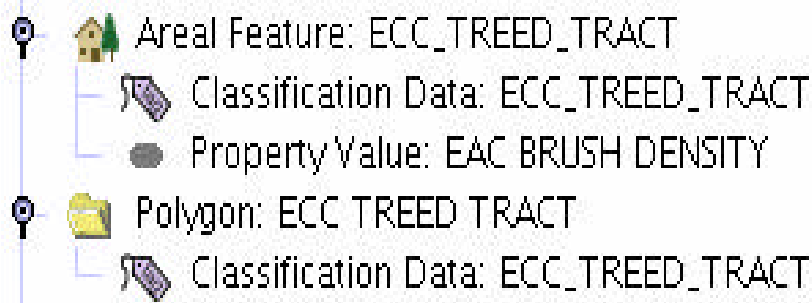 Areal Feature: ECC_TREED_TRACT
Classification Data: ECC_TREED_TRACT
Property Value: EAC BRUSH DENSITY
Polygon: ECC TREED TRACT
Classification Data: ECC_TREED_TRACT